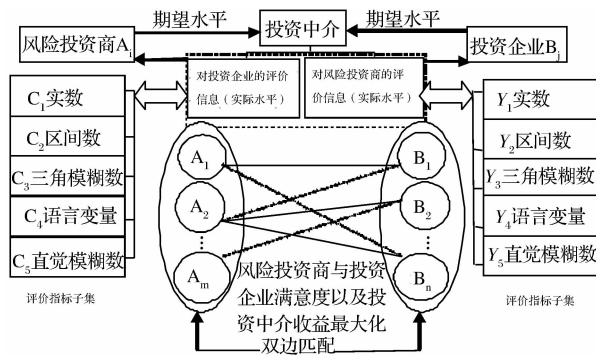 期望水平
投资中介
期望水平
风险投资商Ai
投资企业Bj
对投资企业的评价
信息（实际水平）
对风险投资商的评
价信息（实际水平）
C1实数
C2区间数
C3三角模糊数
C4语言变量
C5直觉模糊数
评价指标子集
A1
A2
⋮
Am
B1
B2
⋮
Bn
Y1实数
Y2区间数
Y3三角模糊数
Y4语言变量
Y5直觉模糊数
评价指标子集
风险投资商与投资
企业满意度以及投
资中介收益最大化
双边匹配